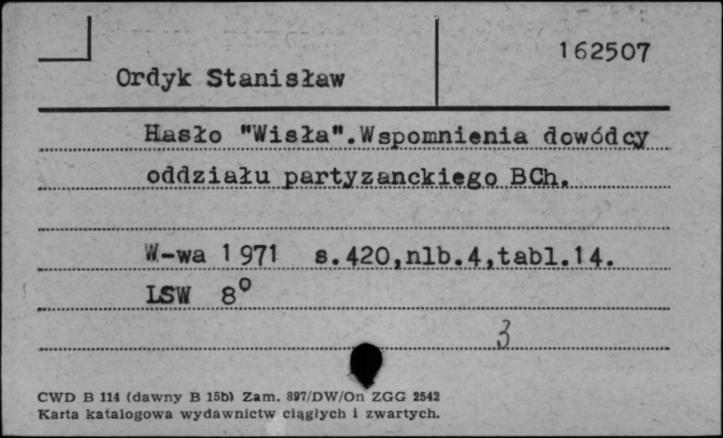 162507
Ordyk Stanisław
Hasło "Wisła".Wspomnienia dowódcy
oddziału partyzanckiego BCh.
W-wa 1971 s.420,nlb.4,tabl.14.
LSW 8°
3
CWD B 114 (dawny B 15b) Zam. 897/DW/On ZGG 2542
Karta katalogowa wydawnictw ciągłych i zwartych.